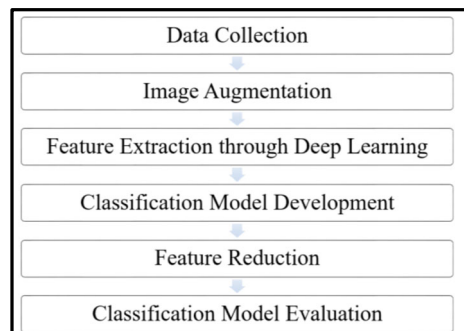 Data Collection
Image Augmentation
Feature Extraction through Deep Learning
Classification Model Development
Feature Reduction
Classification Model Evaluation